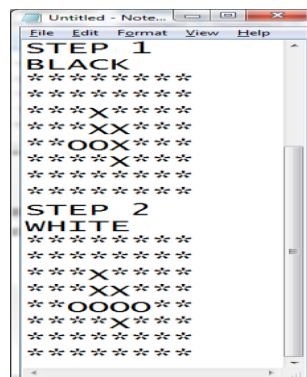 Untitled - Note...
File Edit Format View Help
STEP 1
BLACK
********
********
***X****
***XX***
**OOX***
****X***
********
********
STEP 2
WHITE
********
********
***X****
***XX***
**OOOO**
****X***
********
********